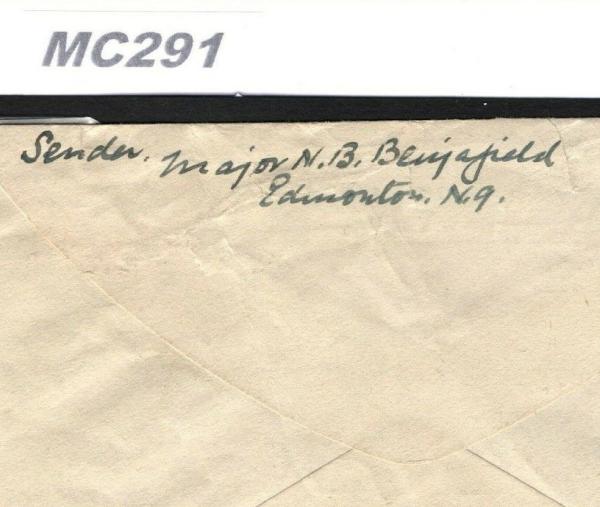 MC291
Sender. Major N.B. Benjafield
Edmonton. N.9.